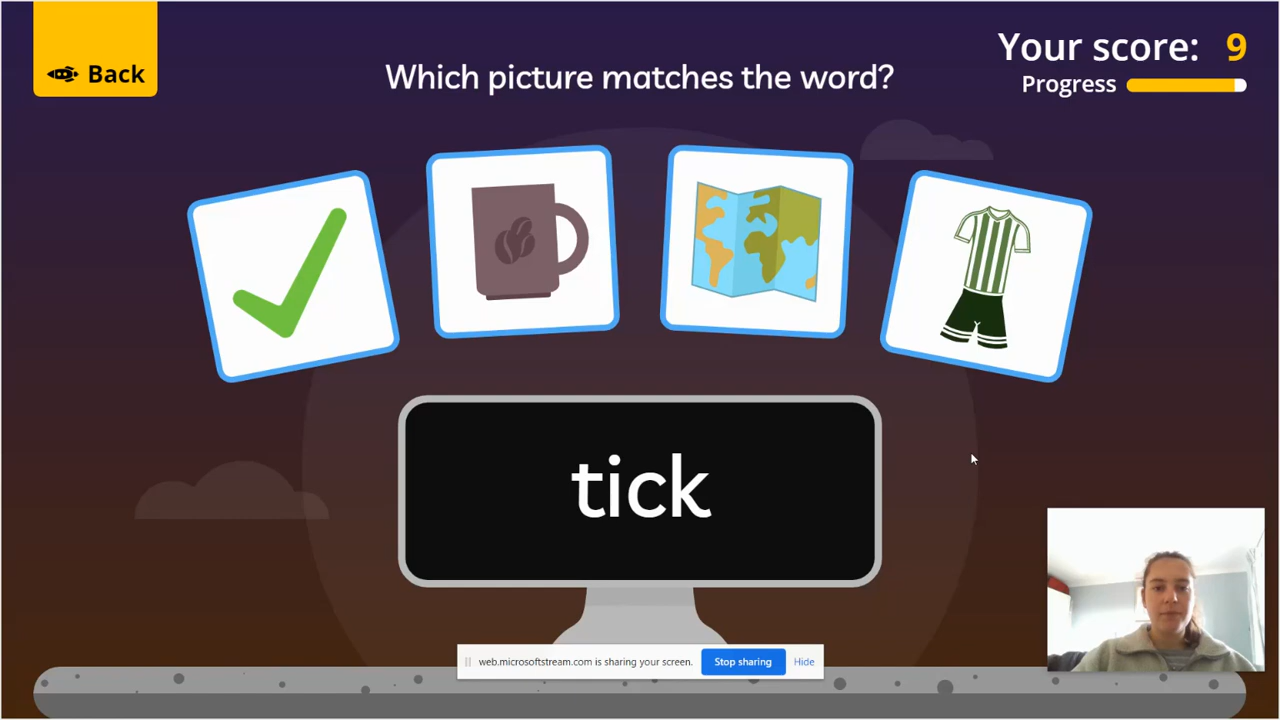 Back
Which picture matches the word?
Your score: 9
Progress
tick
web.microsoftstream.com is sharing your screen.
Stop sharing
Hide